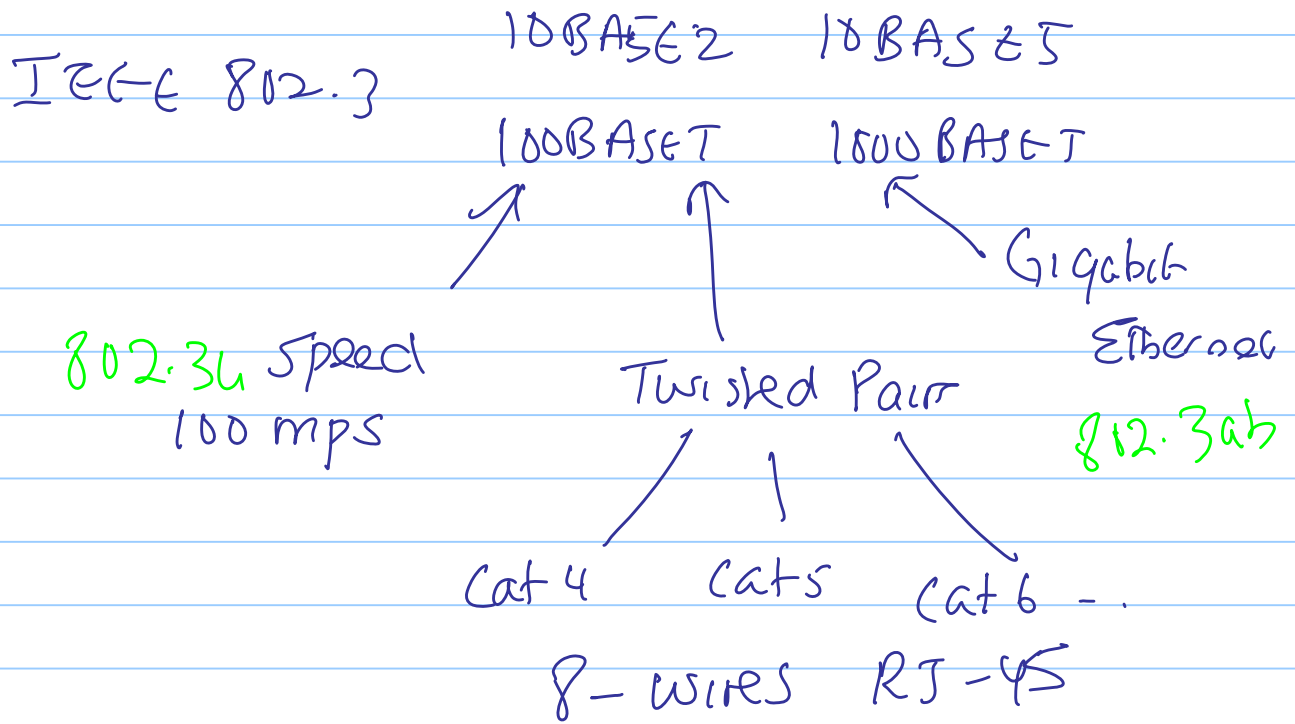 10BASE2 10BASE5
IEEE 802.3
100BASET 1000BASET
Gigabit
Ethernet
802.3u speed
100 mps
Twisted Pair
802.3ab
Cat 4 Cat5 Cat 6 - .
8-wires RJ-45